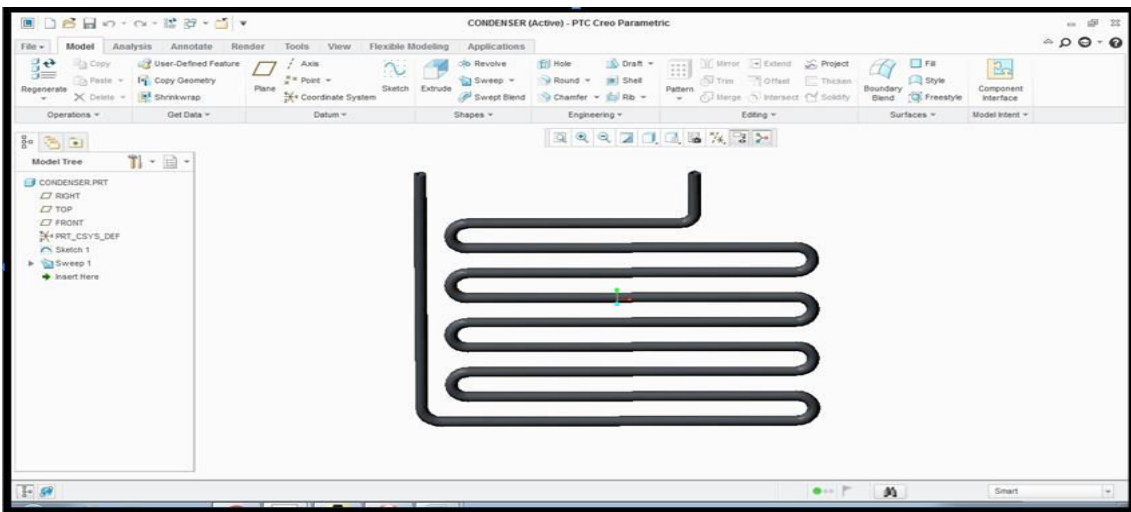 CONDENSER (Active) - PTC Creo Parametric
File Model Analysis Annotate Render Tools View Flexible Modeling Applications
Copy User-Defined Feature Axis Revolve Hole Draft Mirror Extend Project Fill
Regenerate Paste Copy Geometry Plane Point Sketch Extrude Sweep Round Shell Pattern Trim Offset Thicken Boundary Blend Style Component Interface
Delete Shrinkwrap Coordinate System Swept Blend Chamfer Rib Merge Intersect Solidify Freestyle
Operations Get Data Datum Shapes Engineering Editing Surfaces Model Intent
Model Tree
CONDENSER.PRT
RIGHT
TOP
FRONT
PRT_CSYS_DEF
Sketch 1
Sweep 1
Insert Here
Smart